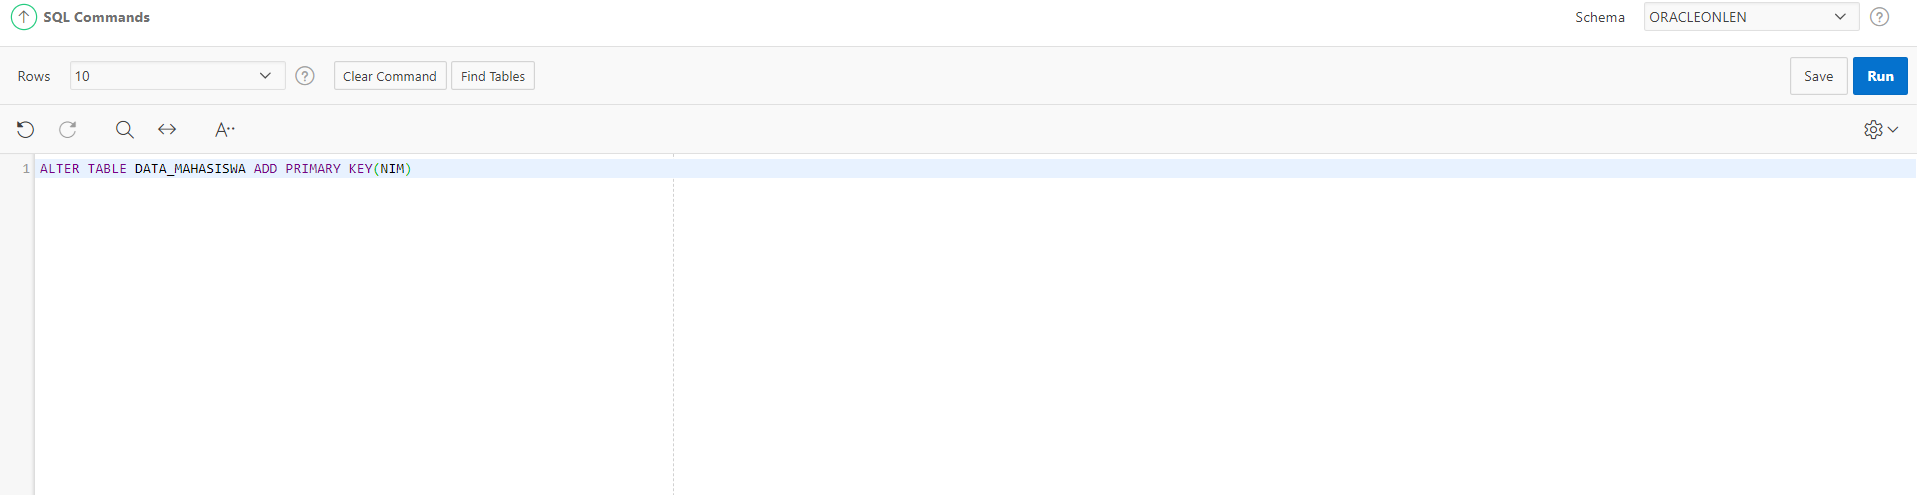 SQL Commands
Schema ORACLEONLEN ?
Rows 10 ? Clear Command Find Tables Save Run
A··
1 ALTER TABLE DATA_MAHASISWA ADD PRIMARY KEY(NIM)